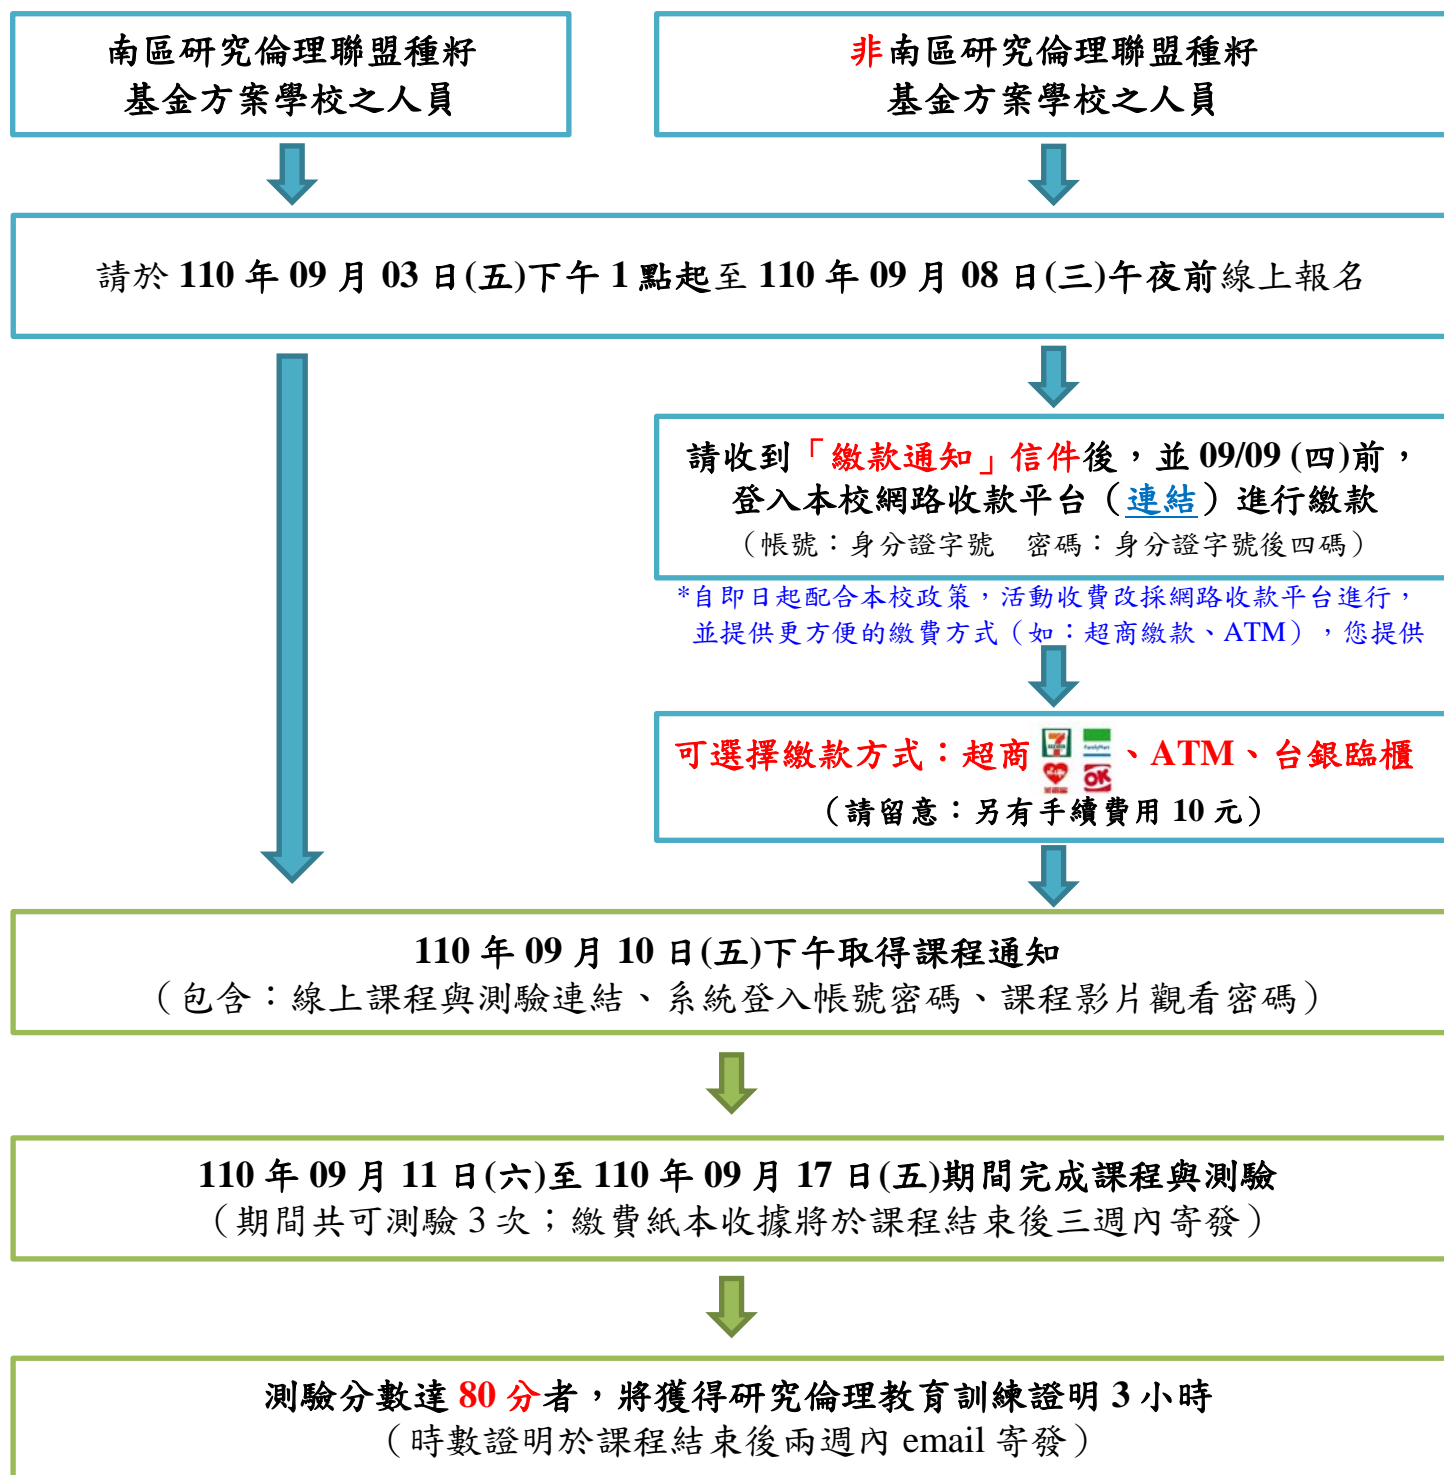 南區研究倫理聯盟種籽
基金方案學校之人員
非南區研究倫理聯盟種籽
基金方案學校之人員
請於 110 年 09 月 03 日(五)下午 1 點起至 110 年 09 月 08 日(三)午夜前線上報名
請收到「繳款通知」信件後，並 09/09 (四)前，
登入本校網路收款平台（連結）進行繳款
（帳號：身分證字號　密碼：身分證字號後四碼）
*自即日起配合本校政策，活動收費改採網路收款平台進行，
並提供更方便的繳費方式（如：超商繳款、ATM），您提供
可選擇繳款方式：超商 、ATM、台銀臨櫃
FamilyMart
OK
（請留意：另有手續費用 10 元）
110 年 09 月 10 日(五)下午取得課程通知
（包含：線上課程與測驗連結、系統登入帳號密碼、課程影片觀看密碼）
110 年 09 月 11 日(六)至 110 年 09 月 17 日(五)期間完成課程與測驗
（期間共可測驗 3 次；繳費紙本收據將於課程結束後三週內寄發）
測驗分數達 80 分者，將獲得研究倫理教育訓練證明 3 小時
（時數證明於課程結束後兩週內 email 寄發）